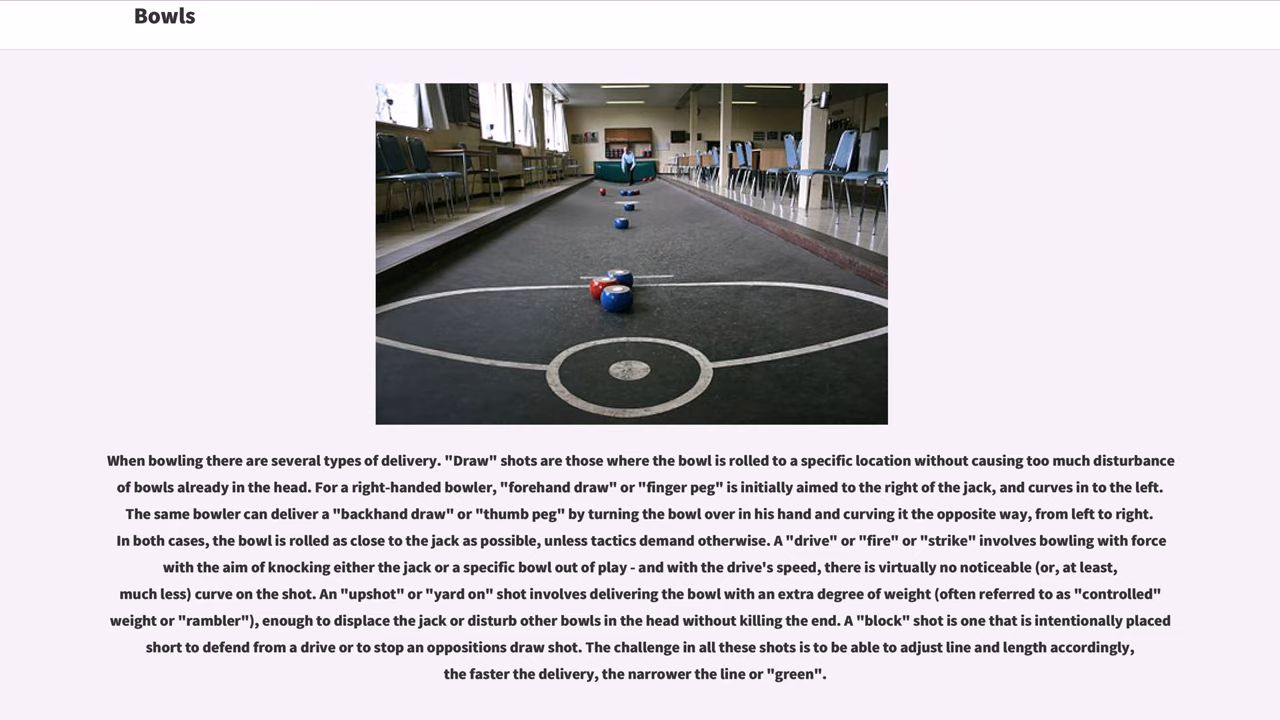 Bowls
When bowling there are several types of delivery. "Draw" shots are those where the bowl is rolled to a specific location without causing too much disturbance
of bowls already in the head. For a right-handed bowler, "forehand draw" or "finger peg" is initially aimed to the right of the jack, and curves in to the left.
The same bowler can deliver a "backhand draw" or "thumb peg" by turning the bowl over in his hand and curving it the opposite way, from left to right.
In both cases, the bowl is rolled as close to the jack as possible, unless tactics demand otherwise. A "drive" or "fire" or "strike" involves bowling with force
with the aim of knocking either the jack or a specific bowl out of play - and with the drive's speed, there is virtually no noticeable (or, at least,
much less) curve on the shot. An "upshot" or "yard on" shot involves delivering the bowl with an extra degree of weight (often referred to as "controlled"
weight or "rambler"), enough to displace the jack or disturb other bowls in the head without killing the end. A "block" shot is one that is intentionally placed
short to defend from a drive or to stop an oppositions draw shot. The challenge in all these shots is to be able to adjust line and length accordingly,
the faster the delivery, the narrower the line or "green".